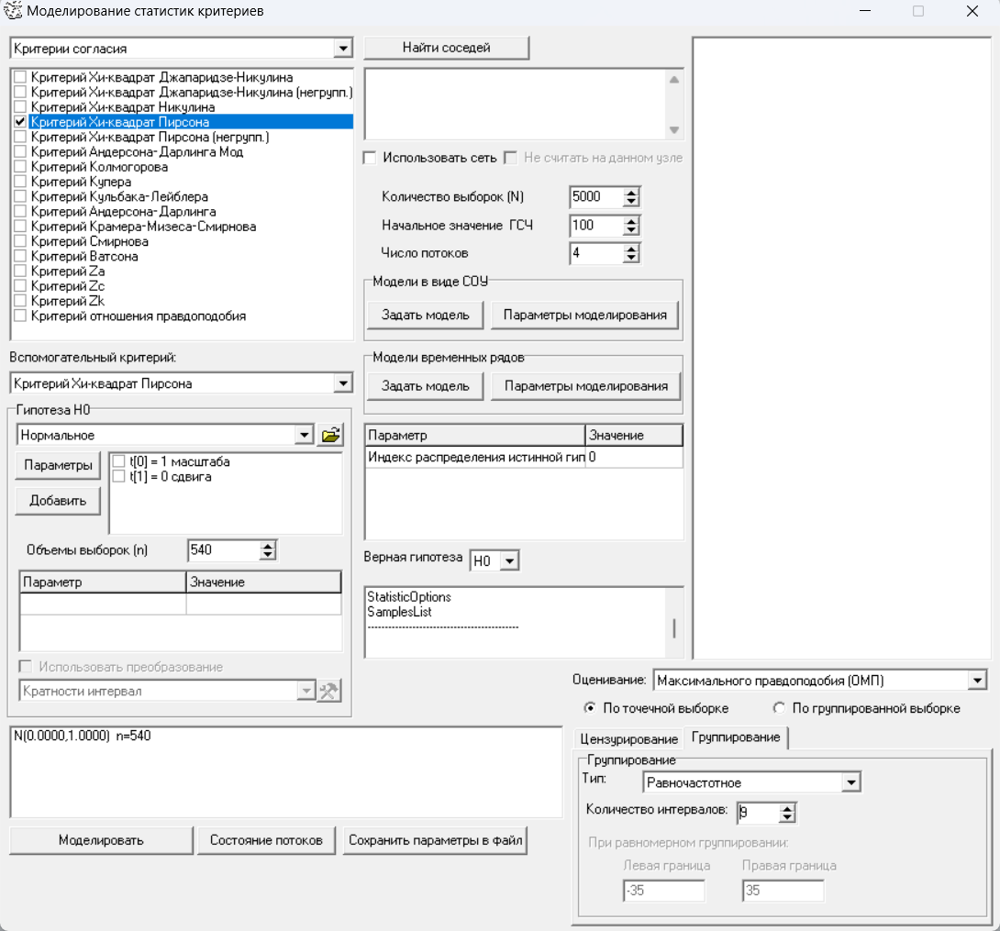 Моделирование статистик критериев
Критерии согласия
Критерий Хи-квадрат Джапаридзе-Никулина
Критерий Хи-квадрат Джапаридзе-Никулина (негрупп.)
Критерий Хи-квадрат Никулина
Критерий Хи-квадрат Пирсона
Критерий Хи-квадрат Пирсона (негрупп.)
Критерий Андерсона-Дарлинга Мод
Критерий Колмогорова
Критерий Купера
Критерий Кульбака-Лейблера
Критерий Андерсона-Дарлинга
Критерий Крамера-Мизеса-Смирнова
Критерий Смирнова
Критерий Ватсона
Критерий Za
Критерий Zc
Критерий Zk
Критерий отношения правдоподобия
Вспомогательный критерий:
Критерий Хи-квадрат Пирсона
Гипотеза H0
Нормальное
Параметры
Добавить
t[0] = 1 масштаба
t[1] = 0 сдвига
Объемы выборок (n) 540
Параметр Значение
Использовать преобразование
Кратности интервал
N(0.0000,1.0000) n=540
Моделировать Состояние потоков Сохранить параметры в файл
Найти соседей
Использовать сеть Не считать на данном узле
Количество выборок (N) 5000
Начальное значение ГСЧ 100
Число потоков 4
Модели в виде СОУ
Задать модель Параметры моделирования
Модели временных рядов
Задать модель Параметры моделирования
Параметр Значение
Индекс распределения истинной гип 0
Верная гипотеза H0
StatisticOptions
SamplesList
--------------------------------------------
Оценивание: Максимального правдоподобия (ОМП)
По точечной выборке По группированной выборке
Цензурирование Группирование
Группирование
Тип: Равночастотное
Количество интервалов: 9
При равномерном группировании:
Левая граница Правая граница
-35 35